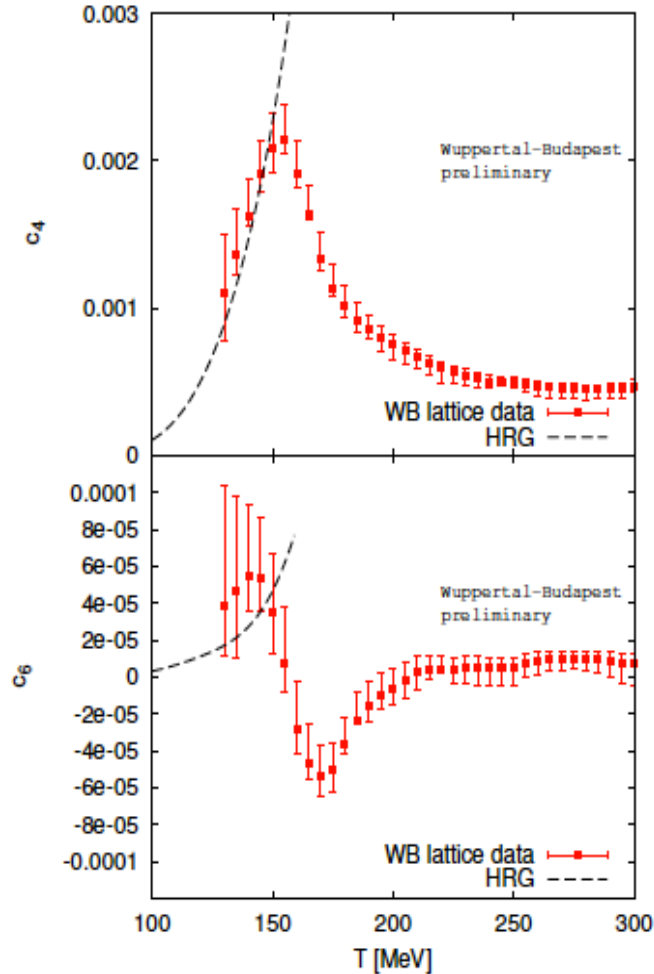 0.003
0.002
0.001
0
c4
Wuppertal-Budapest
preliminary
WB lattice data
HRG
0.0001
8e-05
6e-05
4e-05
2e-05
0
-2e-05
-4e-05
-6e-05
-8e-05
-0.0001
c6
Wuppertal-Budapest
preliminary
WB lattice data
HRG
100 150 200 250 300
T [MeV]